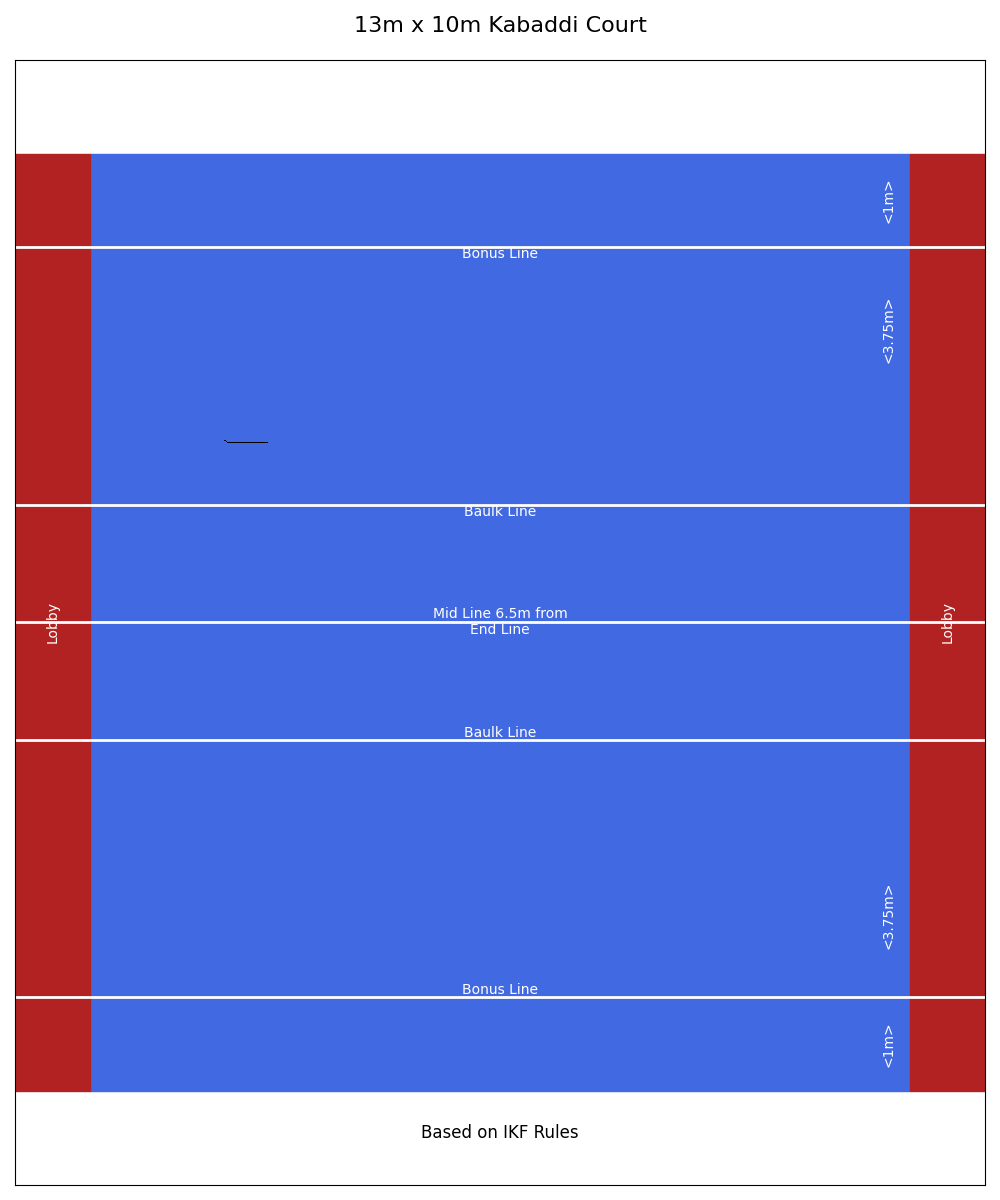 13m x 10m Kabaddi Court
<1m>
Bonus Line
<3.75m>
Baulk Line
Mid Line 6.5m from
End Line
Lobby
Lobby
Baulk Line
<3.75m>
Bonus Line
<1m>
Based on IKF Rules